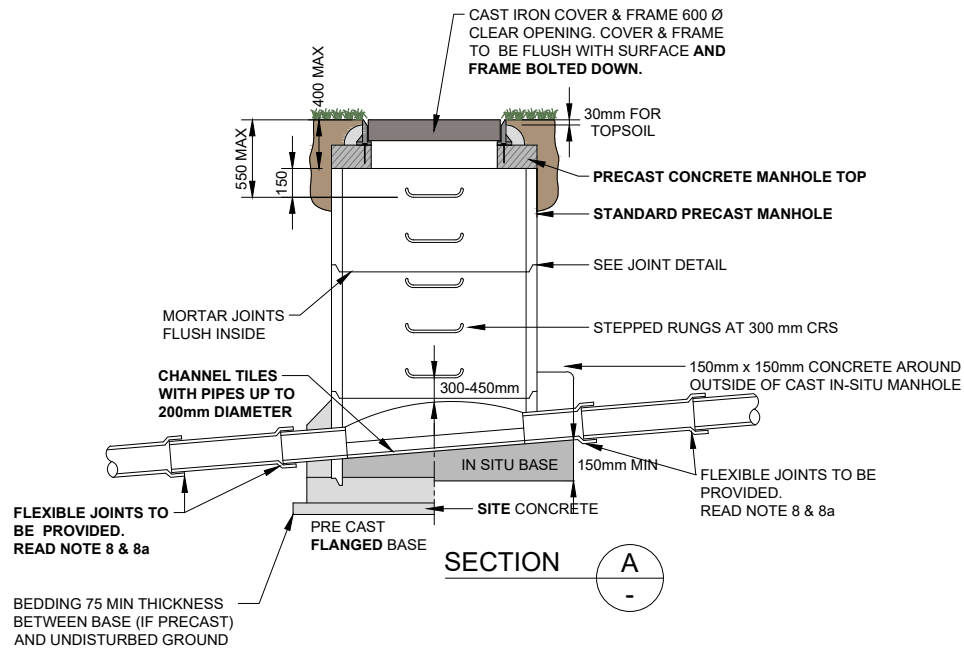 CAST IRON COVER & FRAME 600 Ø
CLEAR OPENING. COVER & FRAME
TO BE FLUSH WITH SURFACE AND
FRAME BOLTED DOWN.
400 MAX
550 MAX
150
30mm FOR
TOPSOIL
PRECAST CONCRETE MANHOLE TOP
STANDARD PRECAST MANHOLE
SEE JOINT DETAIL
MORTAR JOINTS
FLUSH INSIDE
STEPPED RUNGS AT 300 mm CRS
150mm x 150mm CONCRETE AROUND
OUTSIDE OF CAST IN-SITU MANHOLE
CHANNEL TILES
WITH PIPES UP TO
200mm DIAMETER
300-450mm
IN SITU BASE
150mm MIN
FLEXIBLE JOINTS TO BE
PROVIDED.
READ NOTE 8 & 8a
FLEXIBLE JOINTS TO
BE PROVIDED.
READ NOTE 8 & 8a
SITE CONCRETE
PRE CAST
FLANGED BASE
SECTION
A
-
BEDDING 75 MIN THICKNESS
BETWEEN BASE (IF PRECAST)
AND UNDISTURBED GROUND